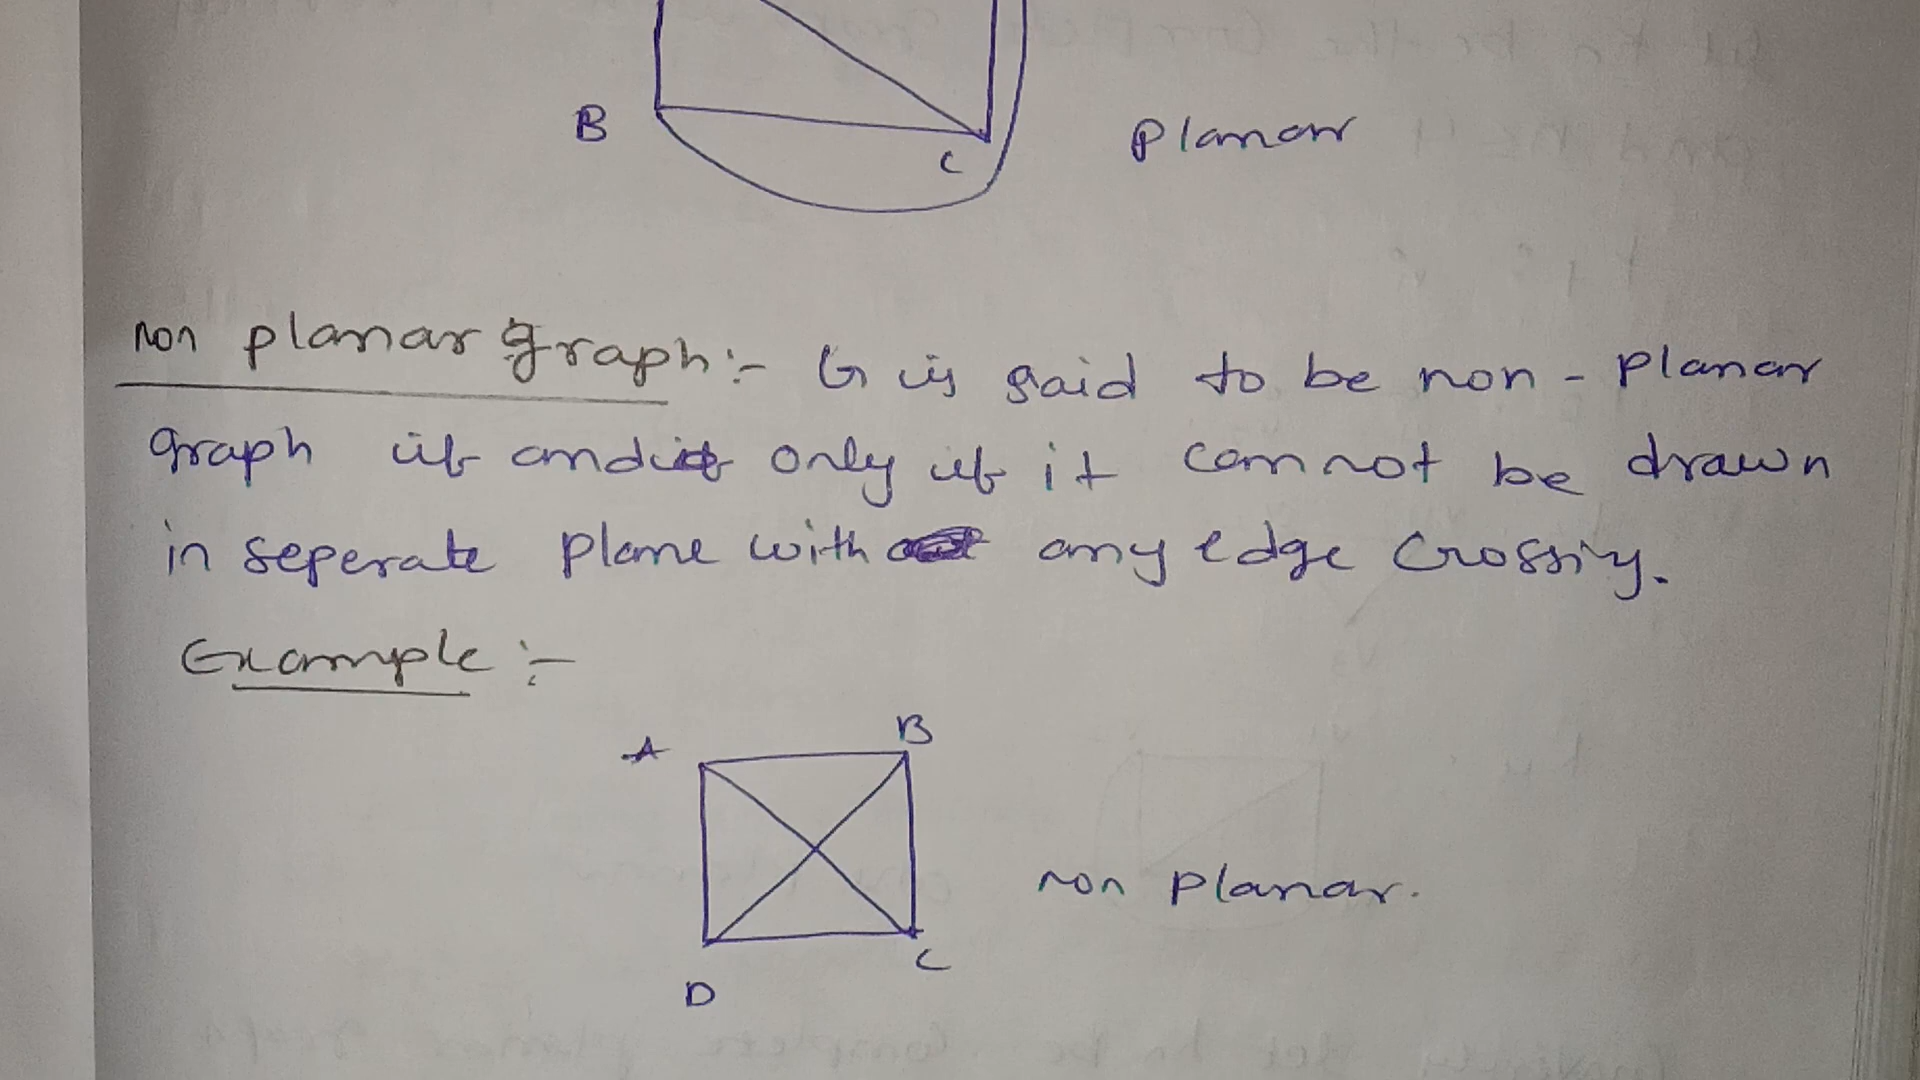 B
C
Planar
non planar graph:- G is said to be non-planar
graph if and only if it cannot be drawn
in seperate plane with any edge crossing.
Example :-
A B
non planar.
D C